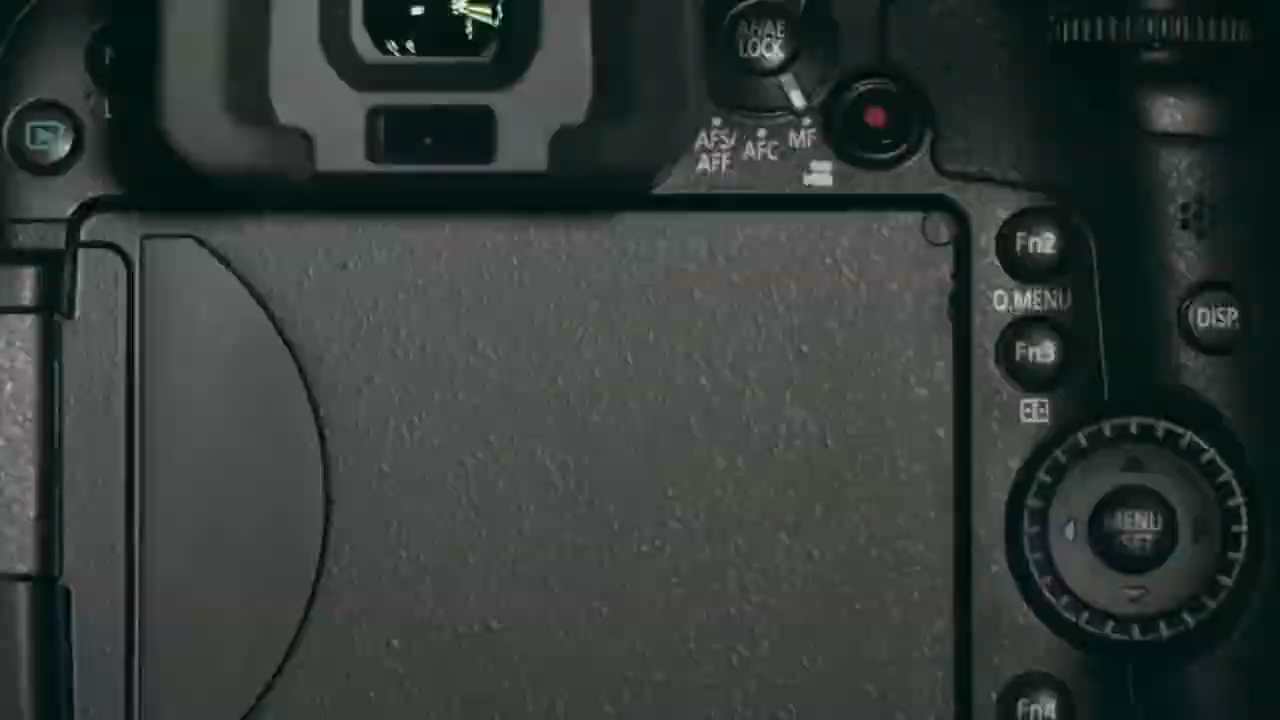 AF/AE
LOCK
AFS/
AFF
AFC
MF
Fn2
Q.MENU
Fn3
DISP.
MENU
/SET
Fn4